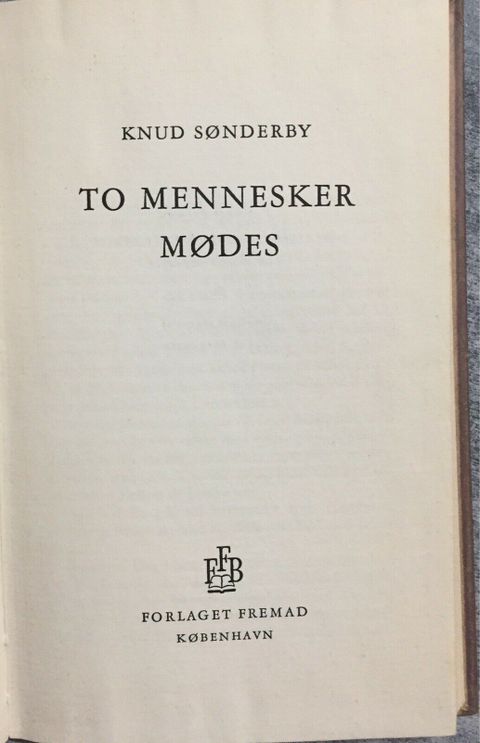 KNUD SØNDERBY
TO MENNESKER
MØDES
FFB
FORLAGET FREMAD
KØBENHAVN